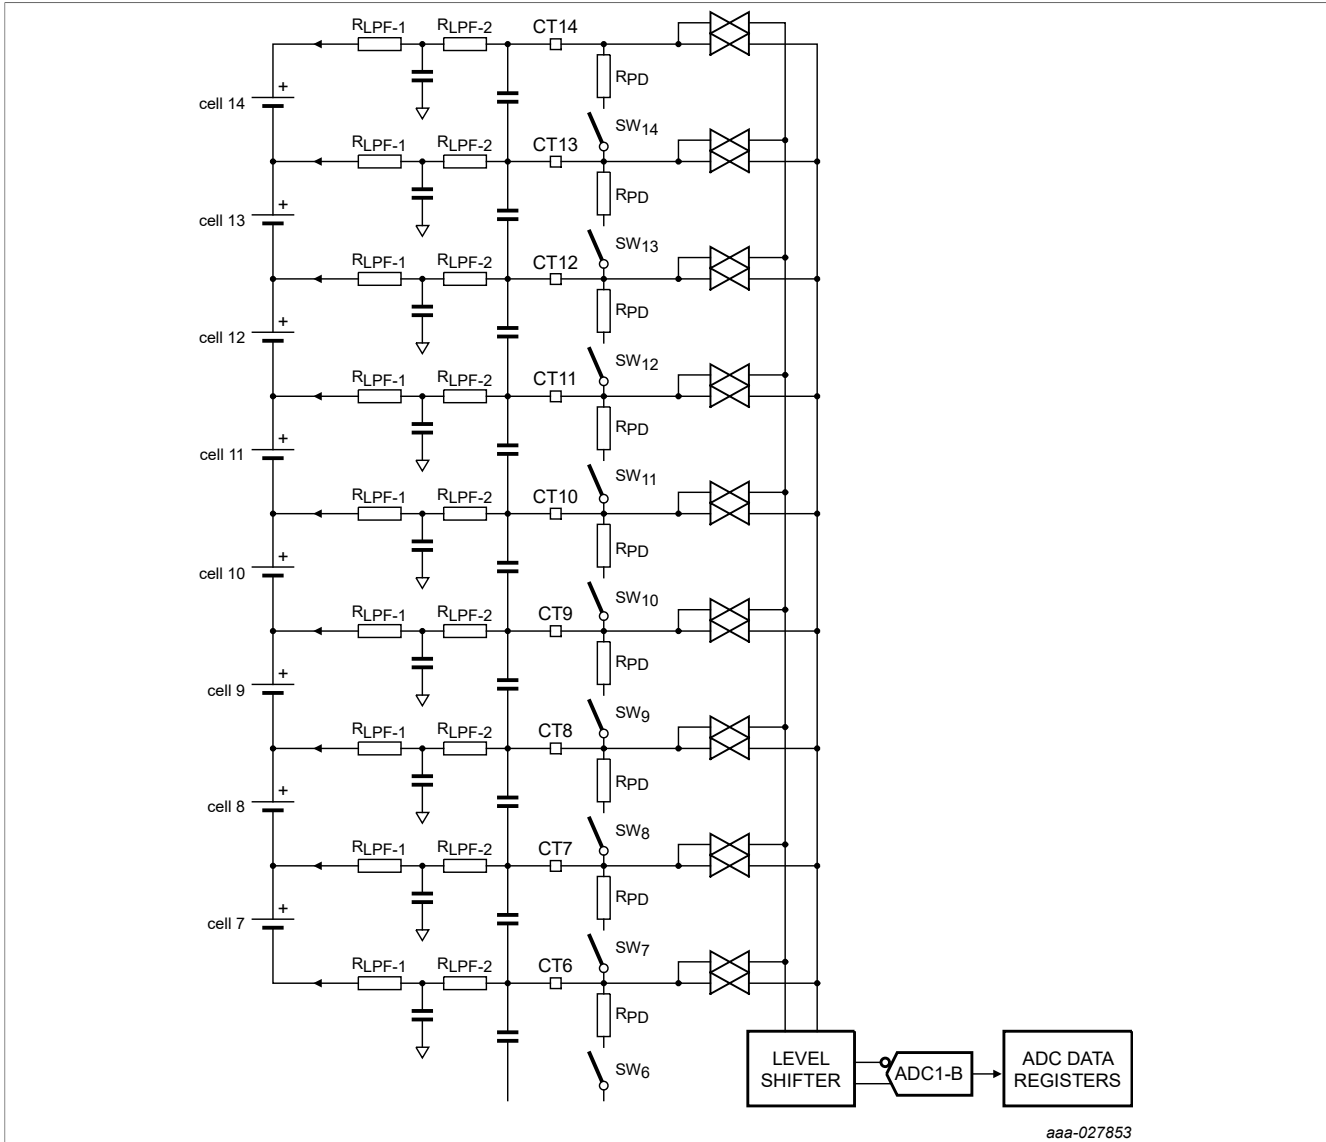 RLPF-1 RLPF-2 CT14
RPD
cell 14 +
SW14
RLPF-1 RLPF-2 CT13
RPD
cell 13 +
SW13
RLPF-1 RLPF-2 CT12
RPD
cell 12 +
SW12
RLPF-1 RLPF-2 CT11
RPD
cell 11 +
SW11
RLPF-1 RLPF-2 CT10
RPD
cell 10 +
SW10
RLPF-1 RLPF-2 CT9
RPD
cell 9 +
SW9
RLPF-1 RLPF-2 CT8
RPD
cell 8 +
SW8
RLPF-1 RLPF-2 CT7
RPD
cell 7 +
SW7
RLPF-1 RLPF-2 CT6
RPD
SW6
LEVEL
SHIFTER
ADC1-B
ADC DATA
REGISTERS
aaa-027853